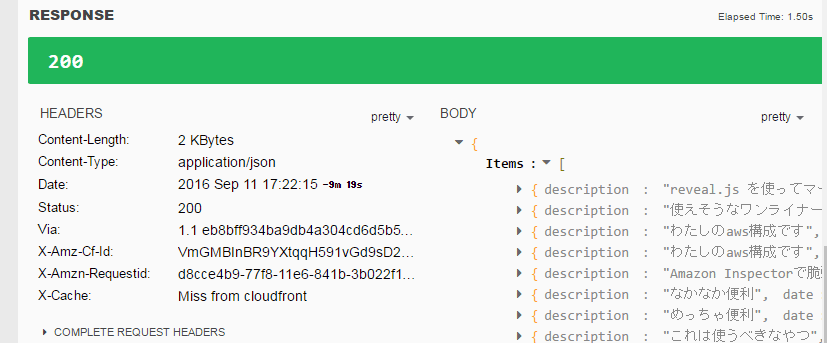 RESPONSE
Elapsed Time: 1.50s
200
HEADERS
pretty
Content-Length: 2 KBytes
Content-Type: application/json
Date: 2016 Sep 11 17:22:15 -9m 19s
Status: 200
Via: 1.1 eb8bff934ba9db4a304cd6d5b5...
X-Amz-Cf-Id: VmGMBInBR9YXtqqH591vGd9sD2...
X-Amzn-Requestid: d8cce4b9-77f8-11e6-841b-3b022f1...
X-Cache: Miss from cloudfront
COMPLETE REQUEST HEADERS
BODY
pretty
{
Items : [
{ description : "reveal.js を使ってマー
{ description : "使えそうなワンライナー
{ description : "わたしのaws構成です",
{ description : "わたしのaws構成です",
{ description : "Amazon Inspectorで脆
{ description : "なかなか便利", date
{ description : "めっちゃ便利", date
{ description : "これは使うべきなやつ",